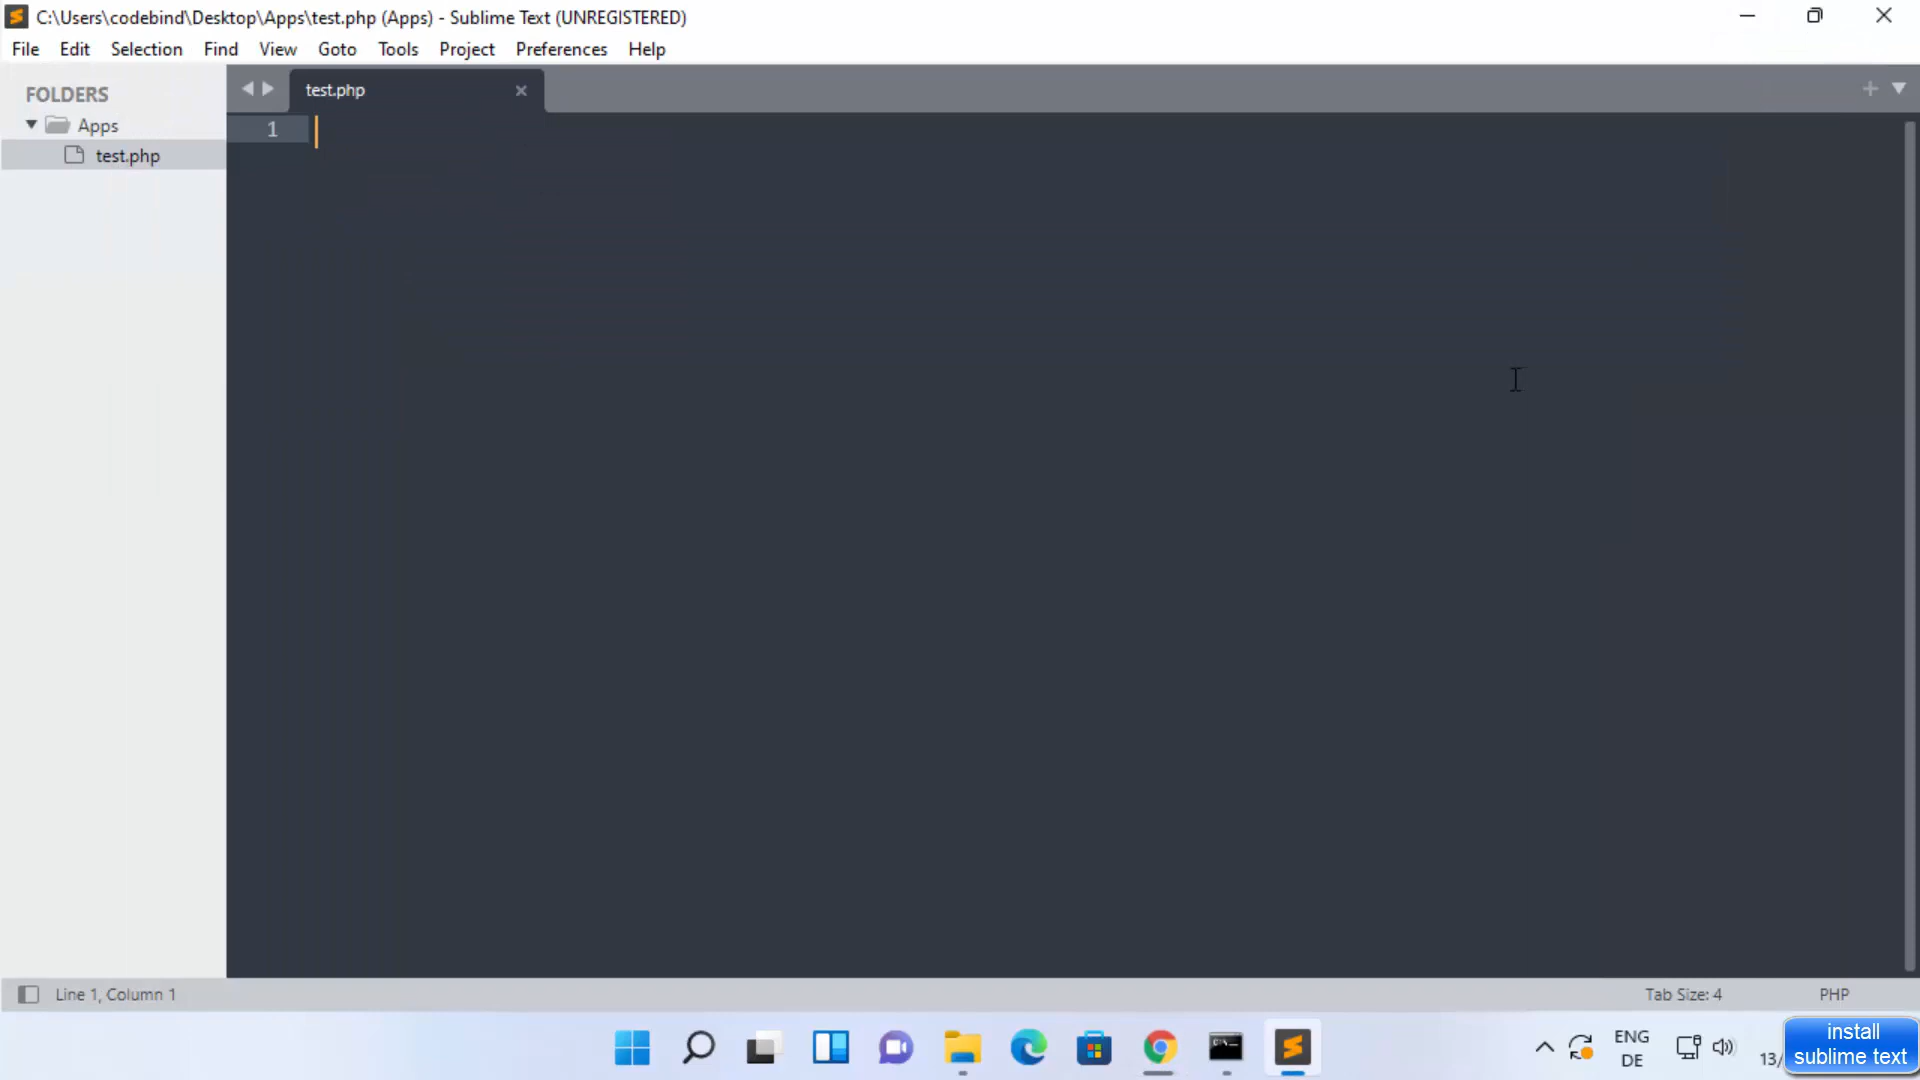 C:\Users\codebind\Desktop\Apps\test.php (Apps) - Sublime Text (UNREGISTERED)
File Edit Selection Find View Goto Tools Project Preferences Help
FOLDERS
Apps
test.php
test.php
1
Line 1, Column 1
Tab Size: 4
PHP
ENG
DE
13/
install
sublime text